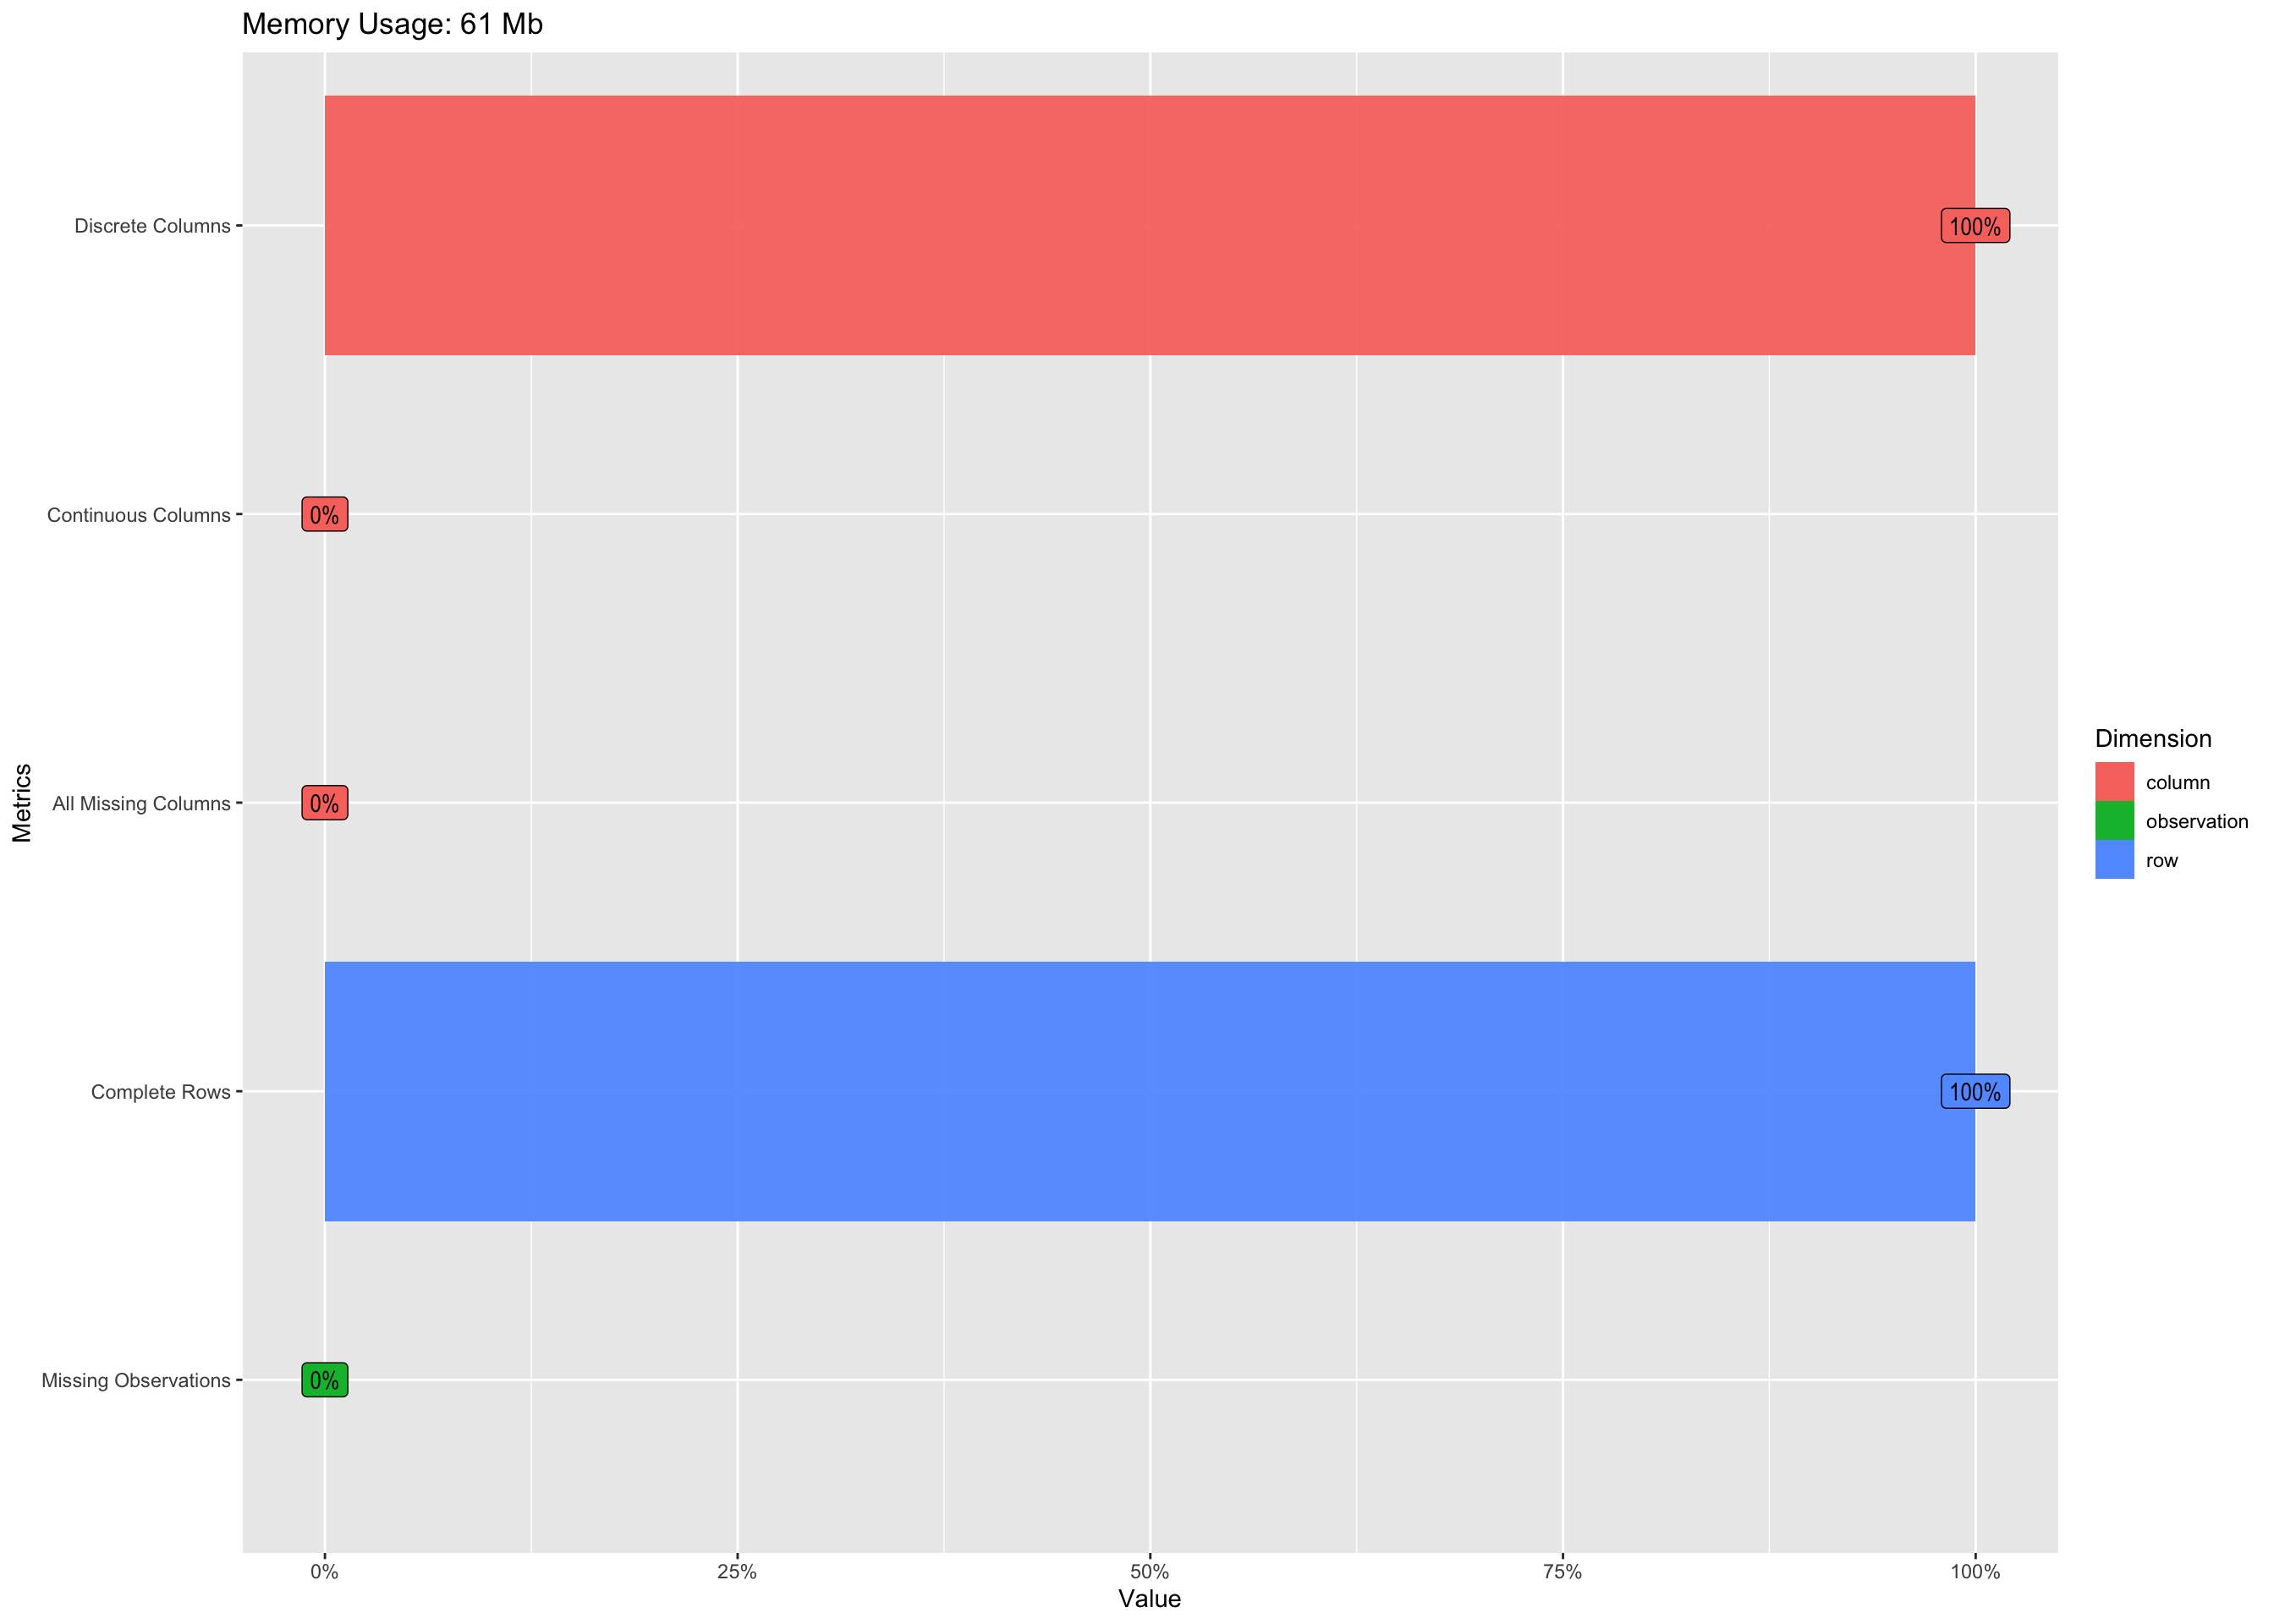 Memory Usage: 61 Mb
Metrics
Discrete Columns
100%
Continuous Columns
0%
All Missing Columns
0%
Complete Rows
100%
Missing Observations
0%
0%
25%
50%
75%
100%
Value
Dimension
column
observation
row